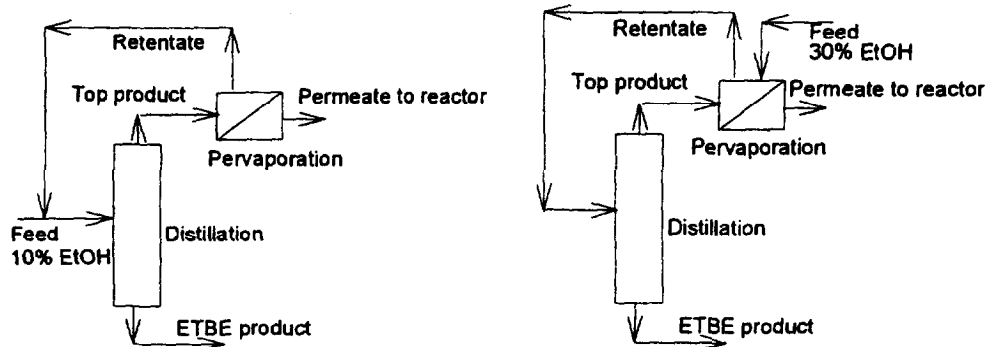 Retentate
Top product
Permeate to reactor
Pervaporation
Feed
10% EtOH
Distillation
ETBE product
Retentate
Feed
30% EtOH
Top product
Permeate to reactor
Pervaporation
Distillation
ETBE product